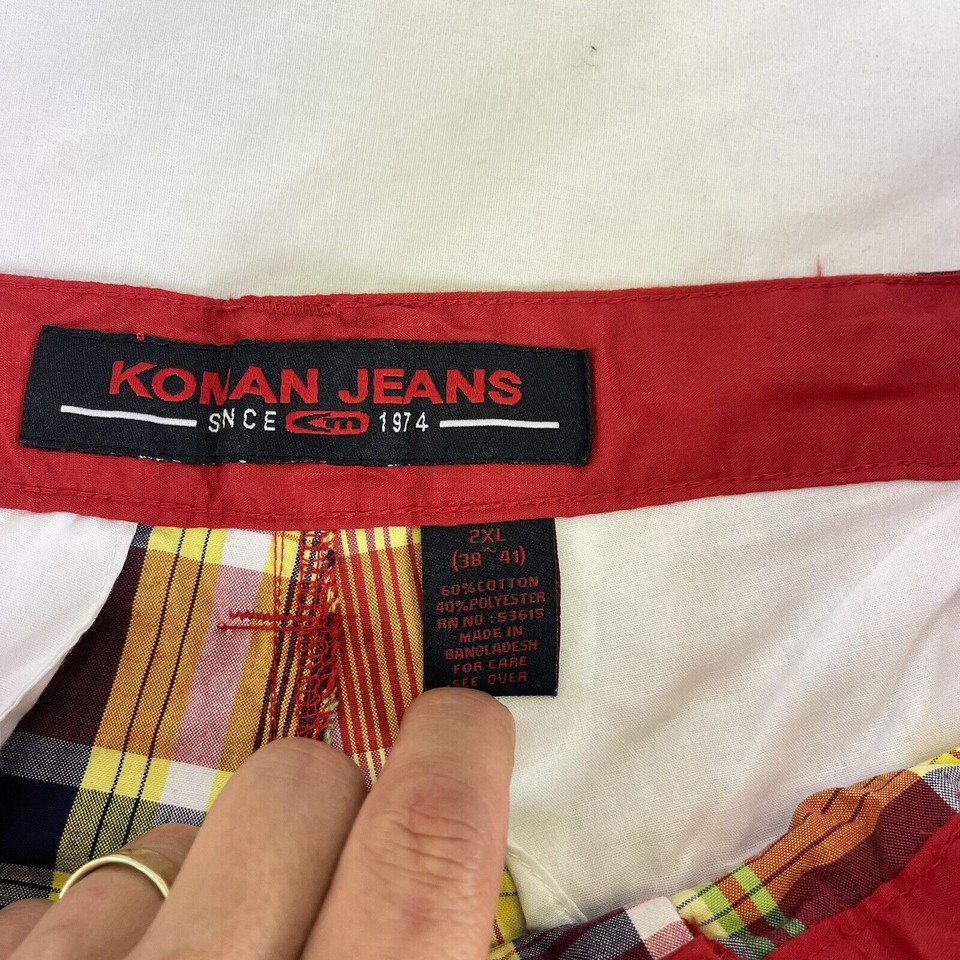 KOMAN JEANS
SINCE Km 1974
2XL
(38~41)
60%COTTON
40%POLYESTER
RN NO:53615
MADE IN
BANGLADESH
FOR CARE
SEE OVER